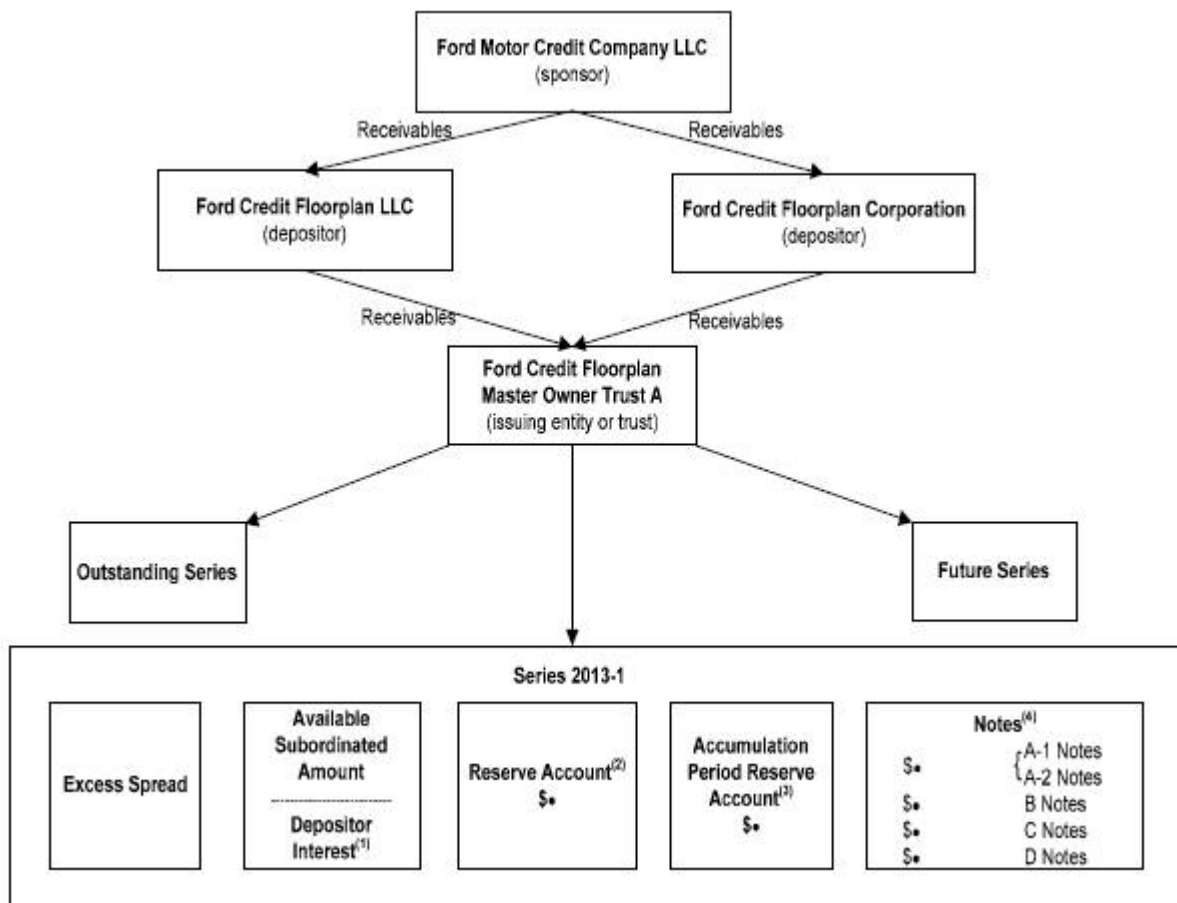 Ford Motor Credit Company LLC
(sponsor)
Receivables
Receivables
Ford Credit Floorplan LLC
(depositor)
Ford Credit Floorplan Corporation
(depositor)
Receivables
Receivables
Ford Credit Floorplan
Master Owner Trust A
(issuing entity or trust)
Outstanding Series
Future Series
Series 2013-1
Excess Spread
Available
Subordinated
Amount
Depositor
Interest(1)
Reserve Account(2)
$•
Accumulation
Period Reserve
Account(3)
$•
Notes(4)
$• { A-1 Notes
A-2 Notes
$• B Notes
$• C Notes
$• D Notes